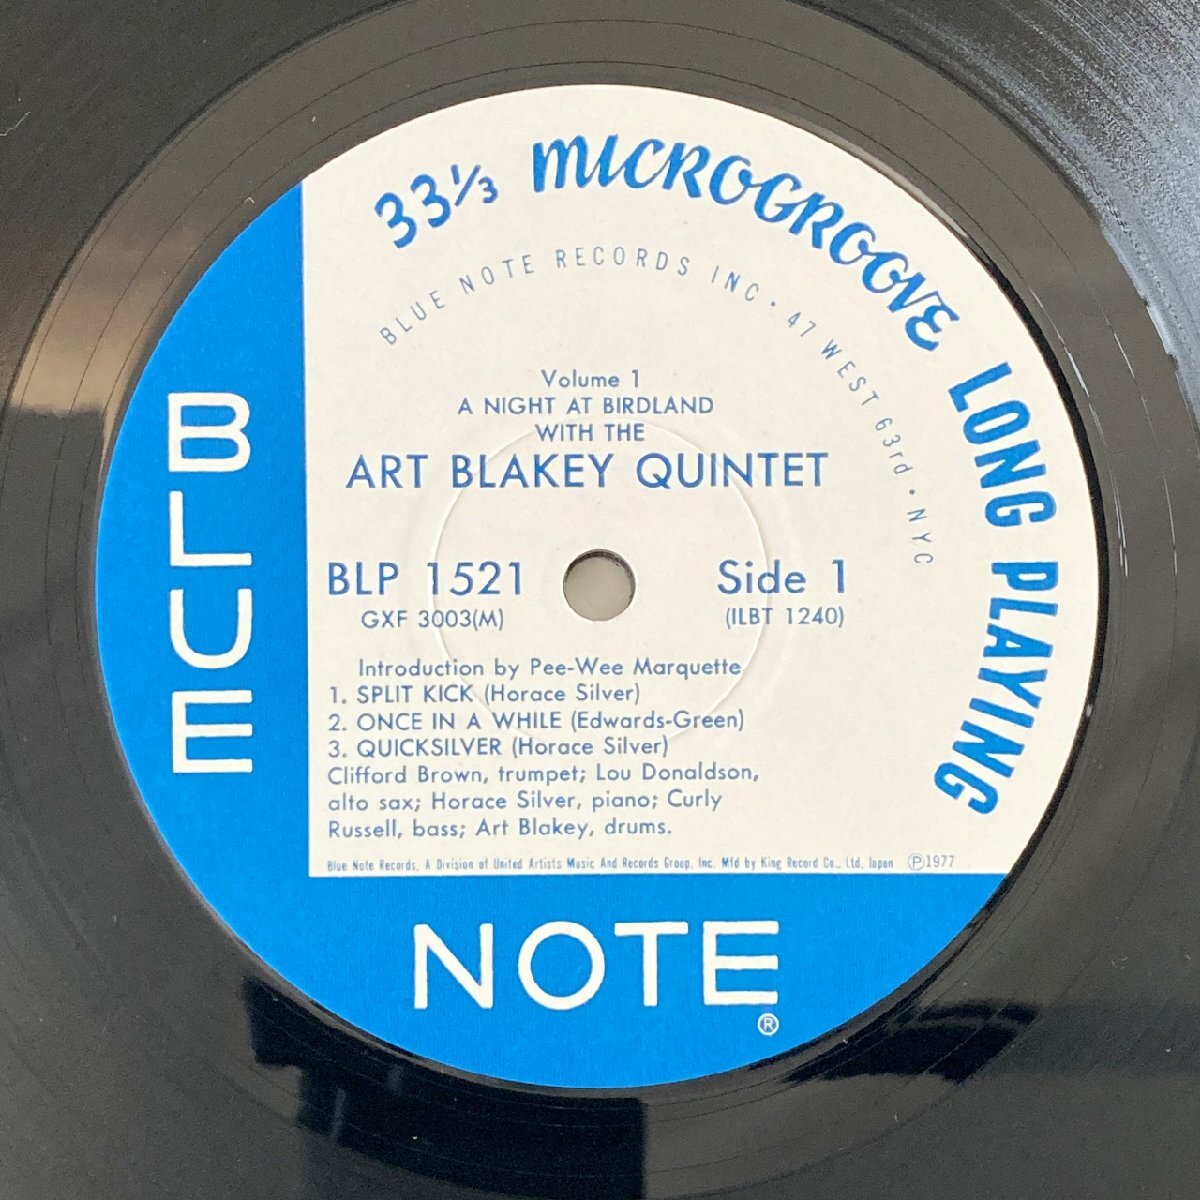 33⅓ MICROGROOVE LONG PLAYING
BLUE NOTE RECORDS INC • 47 WEST 63rd • NYC
Volume 1
A NIGHT AT BIRDLAND
WITH THE
ART BLAKEY QUINTET
BLP 1521
GXF 3003(M)
Side 1
(ILBT 1240)
Introduction by Pee-Wee Marquette
1. SPLIT KICK (Horace Silver)
2. ONCE IN A WHILE (Edwards-Green)
3. QUICKSILVER (Horace Silver)
Clifford Brown, trumpet; Lou Donaldson,
alto sax; Horace Silver, piano; Curly
Russell, bass; Art Blakey, drums.
Blue Note Records, A Division of United Artists Music And Records Group, Inc. Mfd by King Record Co., Ltd. Japan ℗1977
BLUE
NOTE
®